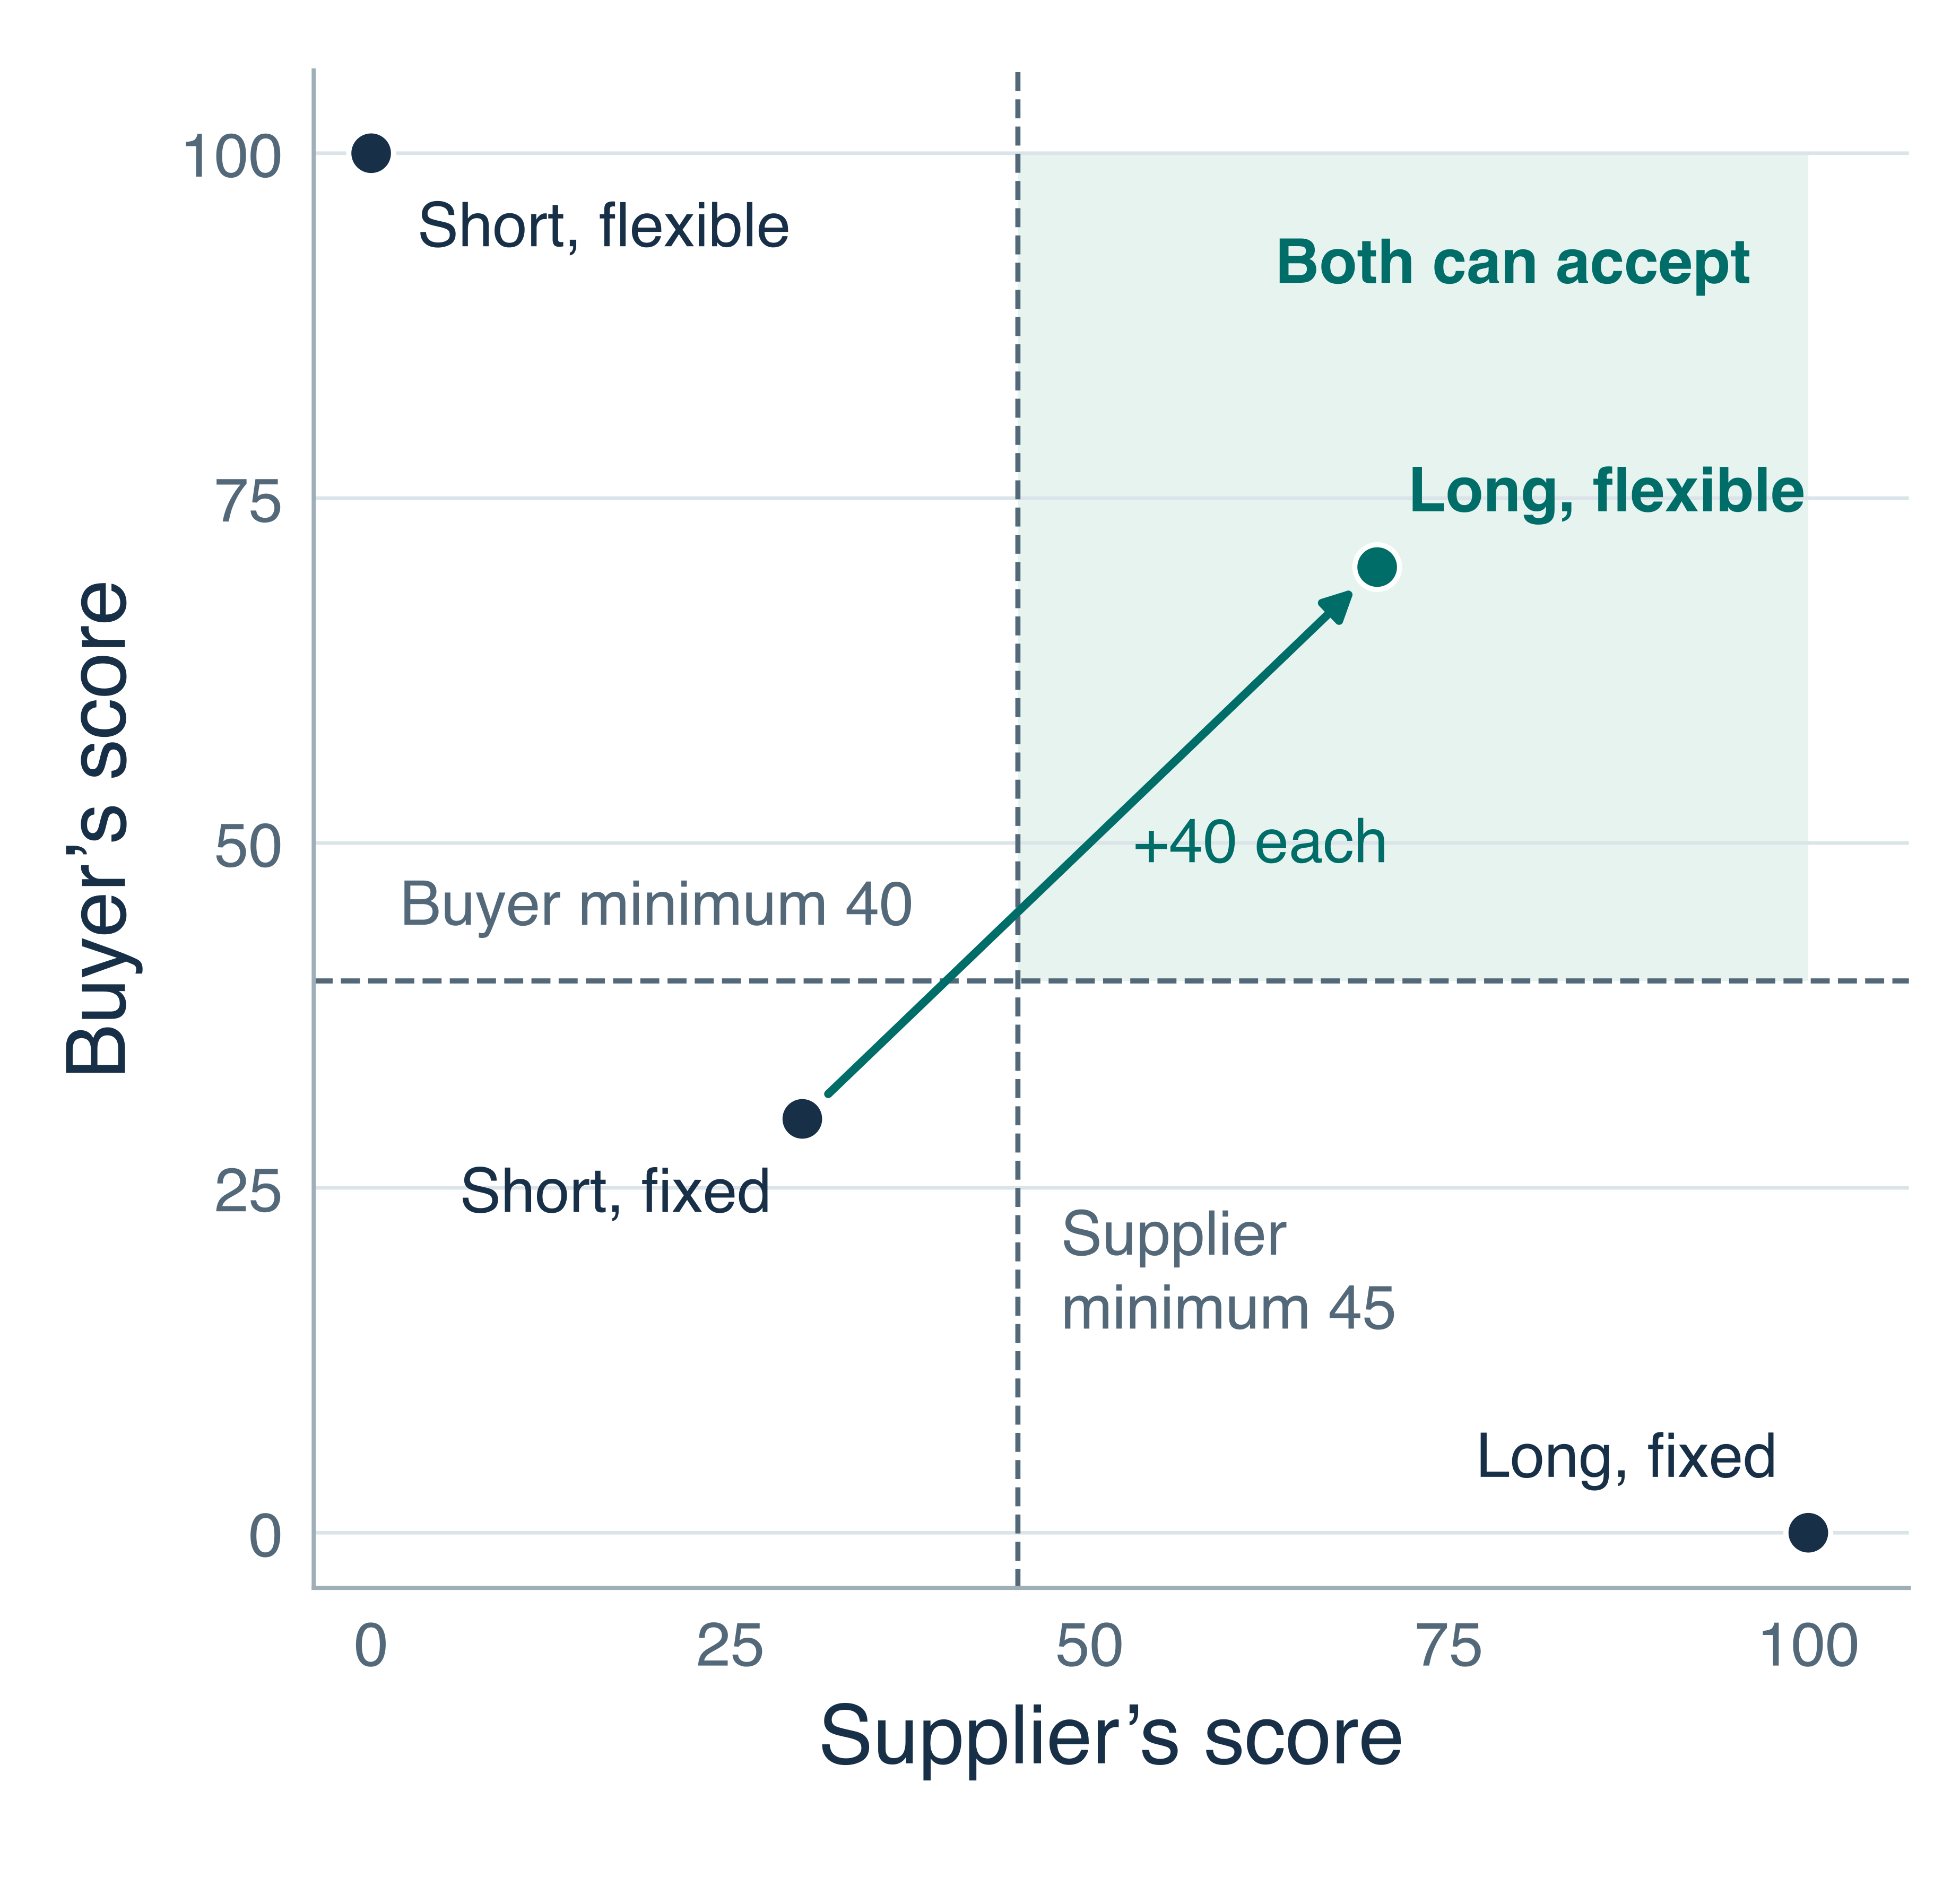 100
Short, flexible
Both can accept
75
Long, flexible
Buyer’s score
50
+40 each
Buyer minimum 40
25
Short, fixed
Supplier
minimum 45
Long, fixed
0
0 25 50 75 100
Supplier’s score